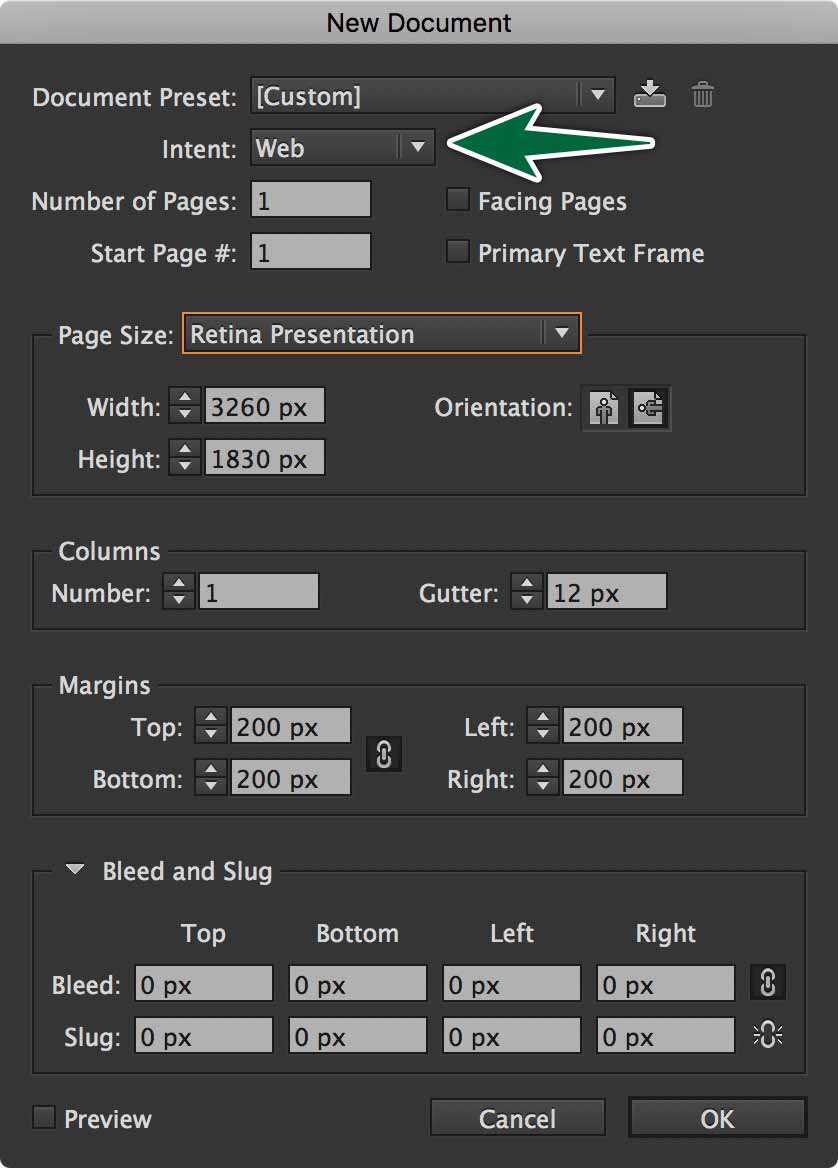 New Document
Document Preset: [Custom]
Intent: Web
Number of Pages: 1 Facing Pages
Start Page #: 1 Primary Text Frame
Page Size: Retina Presentation
Width: 3260 px Orientation:
Height: 1830 px
Columns
Number: 1 Gutter: 12 px
Margins
Top: 200 px Left: 200 px
Bottom: 200 px Right: 200 px
Bleed and Slug
Top Bottom Left Right
Bleed: 0 px 0 px 0 px 0 px
Slug: 0 px 0 px 0 px 0 px
Preview Cancel OK